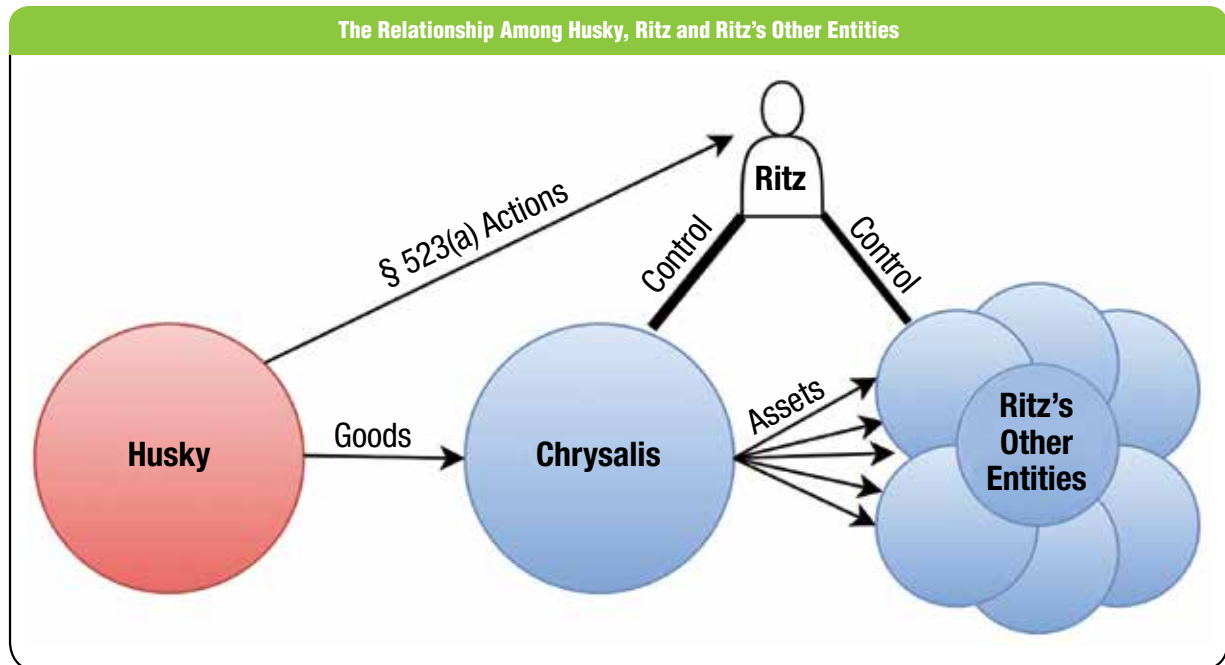 The Relationship Among Husky, Ritz and Ritz's Other Entities
Ritz
§ 523(a) Actions
Control
Control
Husky
Goods
Chrysalis
Assets
Ritz's
Other
Entities